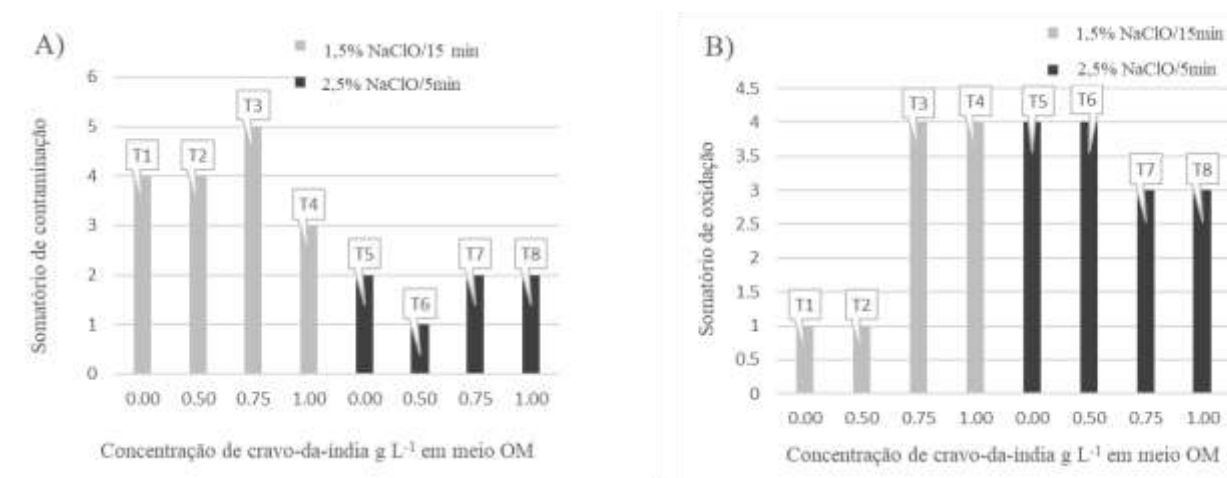 A)
1,5% NaClO/15 min
2,5% NaClO/5min
Somatório de contaminação
6
5
4
3
2
1
0
T1
T2
T3
T4
T5
T6
T7
T8
0.00 0.50 0.75 1.00 0.00 0.50 0.75 1.00
Concentração de cravo-da-índia g L-1 em meio OM
B)
1,5% NaClO/15min
2,5% NaClO/5min
Somatório de oxidação
4.5
4
3.5
3
2.5
2
1.5
1
0.5
0
T1
T2
T3
T4
T5
T6
T7
T8
0.00 0.50 0.75 1.00 0.00 0.50 0.75 1.00
Concentração de cravo-da-índia g L-1 em meio OM